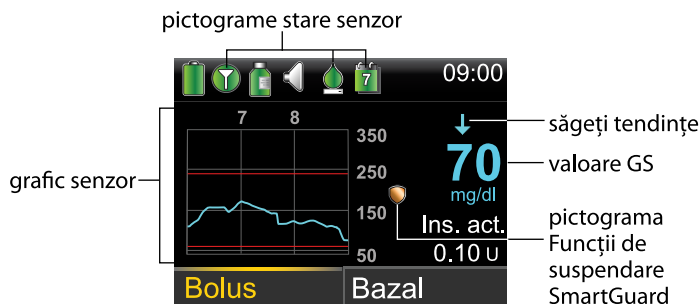 pictograme stare senzor
7
09:00
7 8
350
250
150
50
grafic senzor
săgeți tendințe
70
mg/dl
valoare GS
Ins. act.
0.10 U
pictograma
Funcții de
suspendare
SmartGuard
Bolus
Bazal